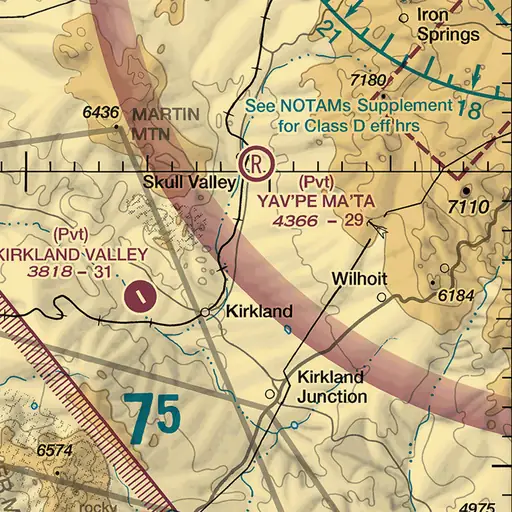 Iron
Springs
21
7180
18
See NOTAMs Supplement
for Class D eff hrs
6436
MARTIN
MTN
R
Skull Valley
(Pvt)
YAV'PE MA'TA
4366 - 29
7110
(Pvt)
KIRKLAND VALLEY
3818 - 31
Wilhoit
6184
Kirkland
Kirkland
Junction
75
6574
rocky
4975